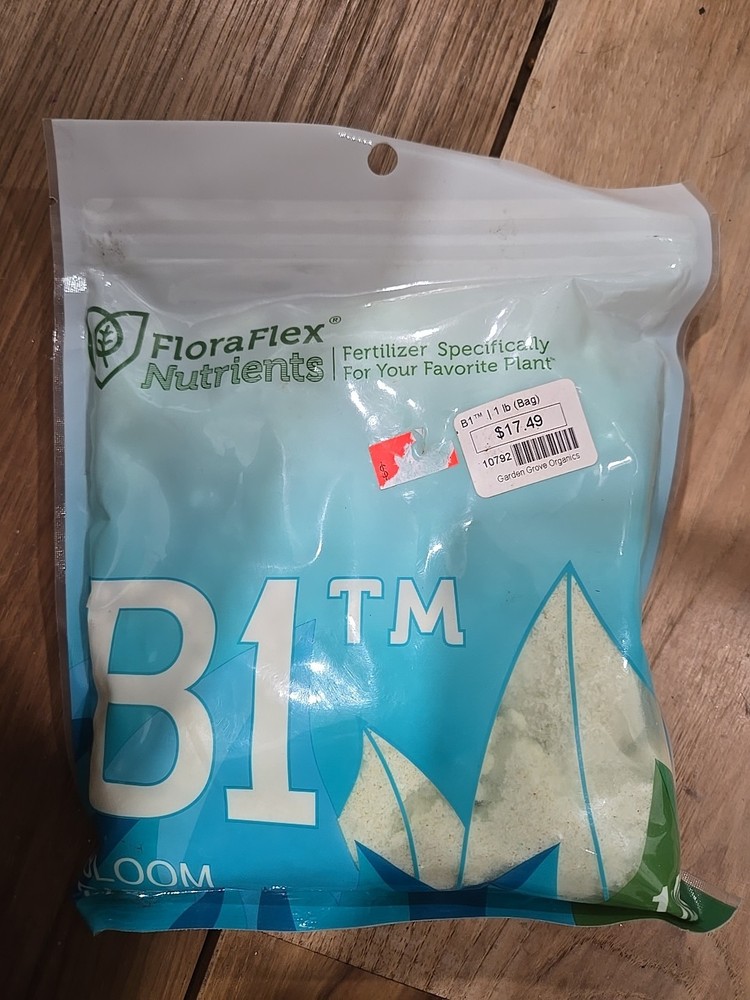 FloraFlex®
Nutrients
Fertilizer Specifically
For Your Favorite Plant™
B1™ | 1 lb (Bag)
$17.49
10792
Garden Grove Organics
$
B1™
BLOOM